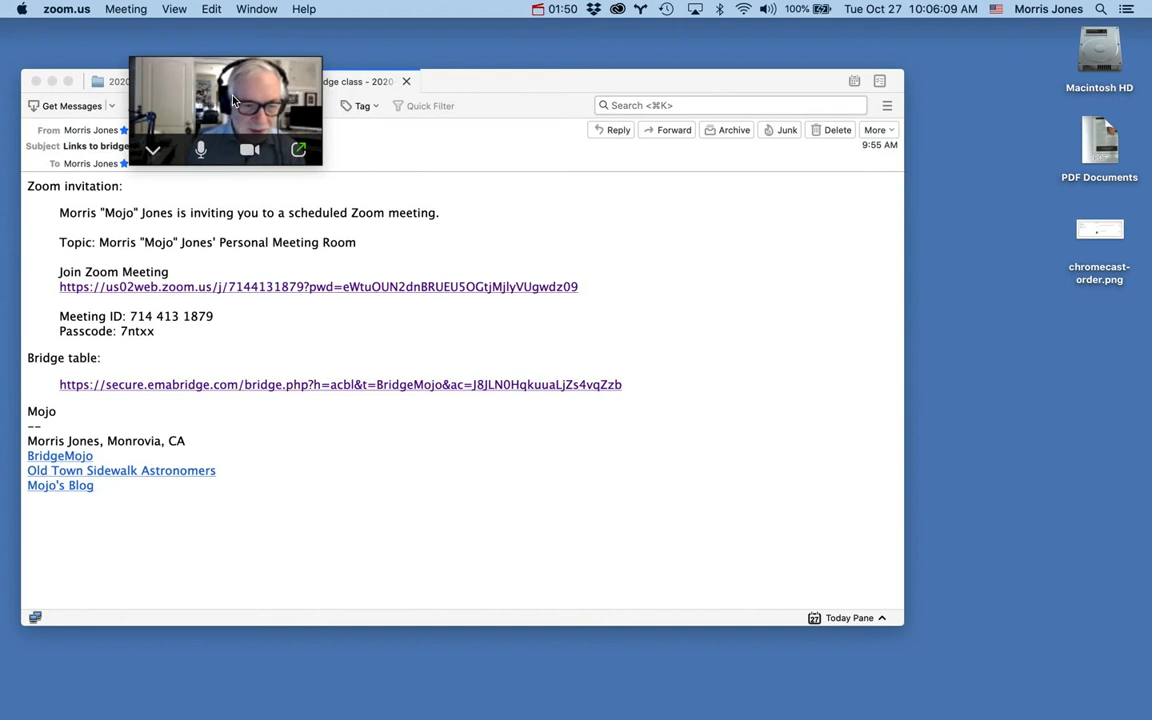 zoom.us Meeting View Edit Window Help 01:50 100% Tue Oct 27 10:06:09 AM Morris Jones
Macintosh HD
PDF Documents
chromecast-
order.png
2020 dge class - 2020-
Get Messages Tag Quick Filter Search <⌘K>
From Morris Jones Reply Forward Archive Junk Delete More
Subject Links to bridge 9:55 AM
To Morris Jones
Zoom invitation:
Morris "Mojo" Jones is inviting you to a scheduled Zoom meeting.
Topic: Morris "Mojo" Jones' Personal Meeting Room
Join Zoom Meeting
https://us02web.zoom.us/j/7144131879?pwd=eWtuOUN2dnBRUEU5OGtjMjlyVUgwdz09
Meeting ID: 714 413 1879
Passcode: 7ntxx
Bridge table:
https://secure.emabridge.com/bridge.php?h=acbl&t=BridgeMojo&ac=J8JLN0HqkuuaLjZs4vqZzb
Mojo
--
Morris Jones, Monrovia, CA
BridgeMojo
Old Town Sidewalk Astronomers
Mojo's Blog
27 Today Pane